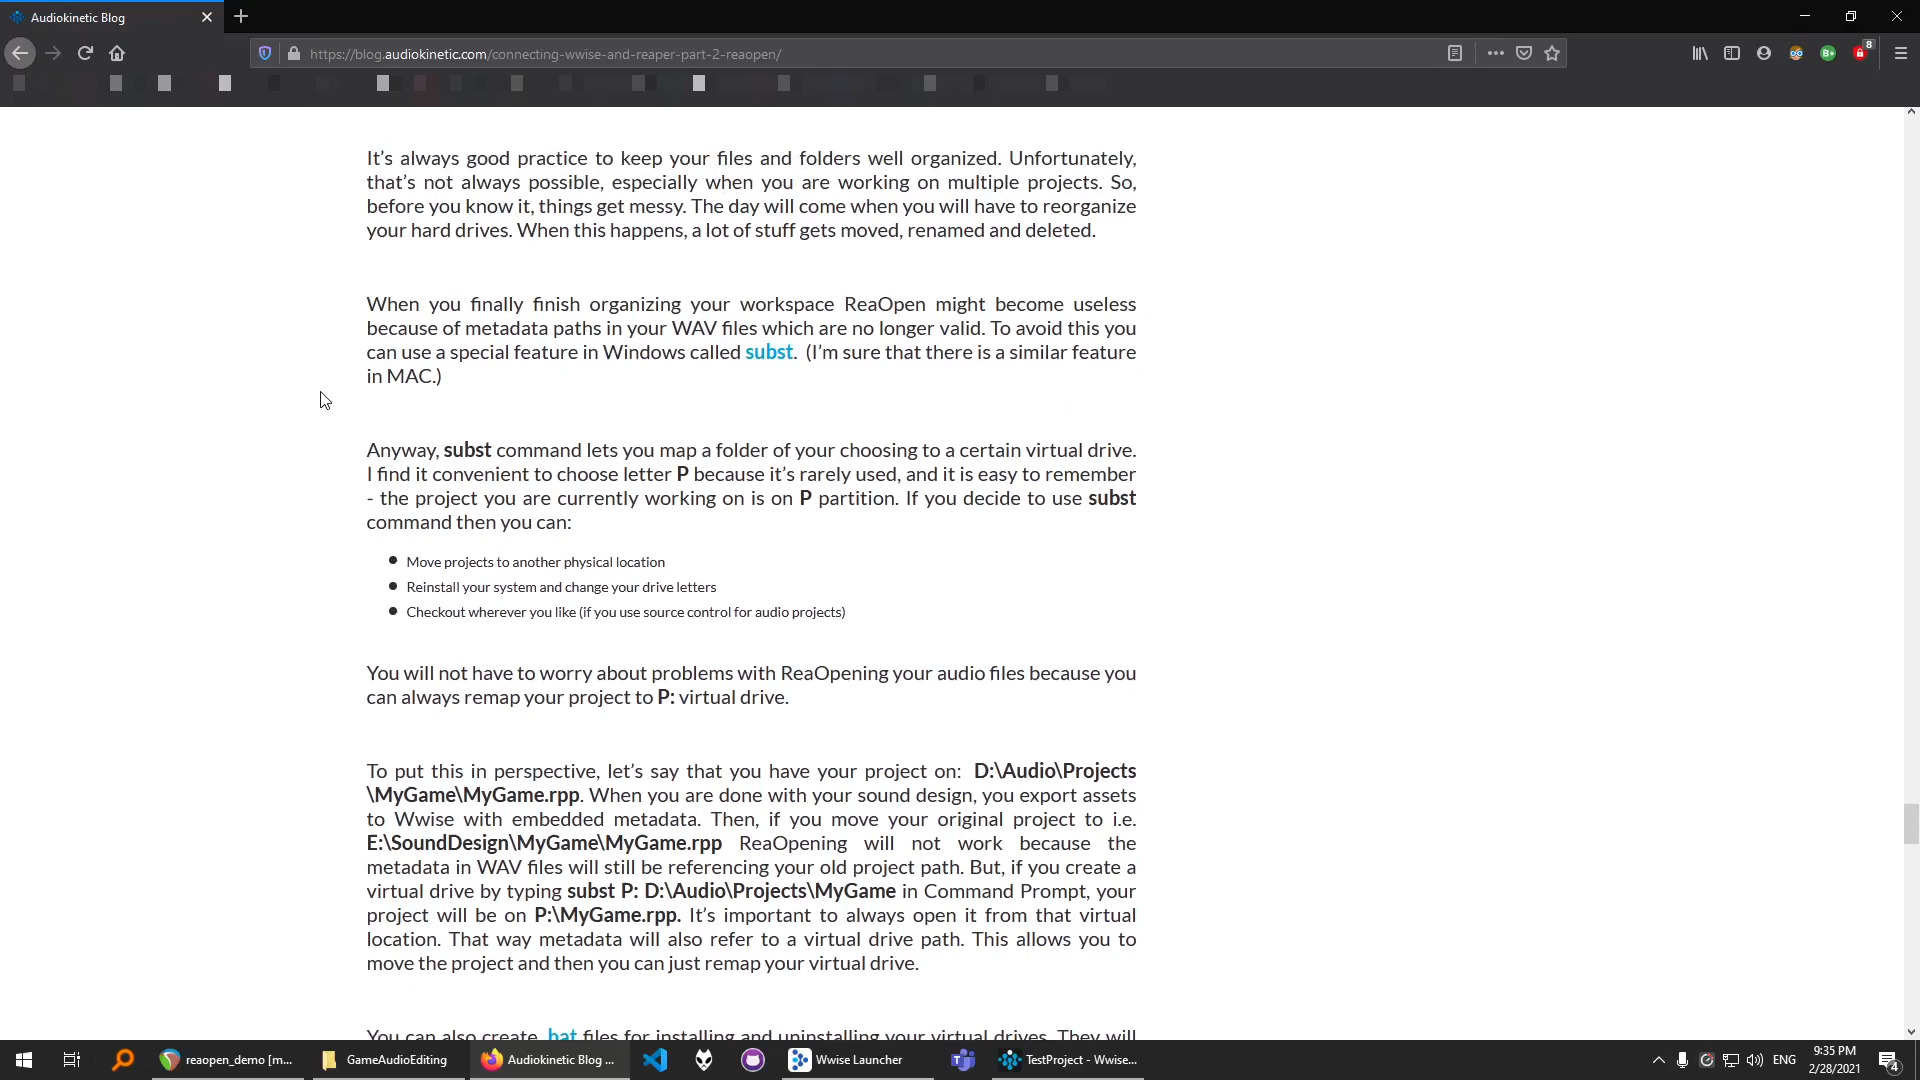 Audiokinetic Blog
https://blog.audiokinetic.com/connecting-wwise-and-reaper-part-2-reaopen/
8
It's always good practice to keep your files and folders well organized. Unfortunately,
that's not always possible, especially when you are working on multiple projects. So,
before you know it, things get messy. The day will come when you will have to reorganize
your hard drives. When this happens, a lot of stuff gets moved, renamed and deleted.
When you finally finish organizing your workspace ReaOpen might become useless
because of metadata paths in your WAV files which are no longer valid. To avoid this you
can use a special feature in Windows called subst. (I'm sure that there is a similar feature
in MAC.)
Anyway, subst command lets you map a folder of your choosing to a certain virtual drive.
I find it convenient to choose letter P because it's rarely used, and it is easy to remember
- the project you are currently working on is on P partition. If you decide to use subst
command then you can:
Move projects to another physical location
Reinstall your system and change your drive letters
Checkout wherever you like (if you use source control for audio projects)
You will not have to worry about problems with ReaOpening your audio files because you
can always remap your project to P: virtual drive.
To put this in perspective, let's say that you have your project on: D:\Audio\Projects
\MyGame\MyGame.rpp. When you are done with your sound design, you export assets
to Wwise with embedded metadata. Then, if you move your original project to i.e.
E:\SoundDesign\MyGame\MyGame.rpp ReaOpening will not work because the
metadata in WAV files will still be referencing your old project path. But, if you create a
virtual drive by typing subst P: D:\Audio\Projects\MyGame in Command Prompt, your
project will be on P:\MyGame.rpp. It's important to always open it from that virtual
location. That way metadata will also refer to a virtual drive path. This allows you to
move the project and then you can just remap your virtual drive.
You can also create .bat files for installing and uninstalling your virtual drives. They will
reaopen_demo [m...
GameAudioEditing
Audiokinetic Blog ...
Wwise Launcher
TestProject - Wwise...
ENG
9:35 PM
2/28/2021
4